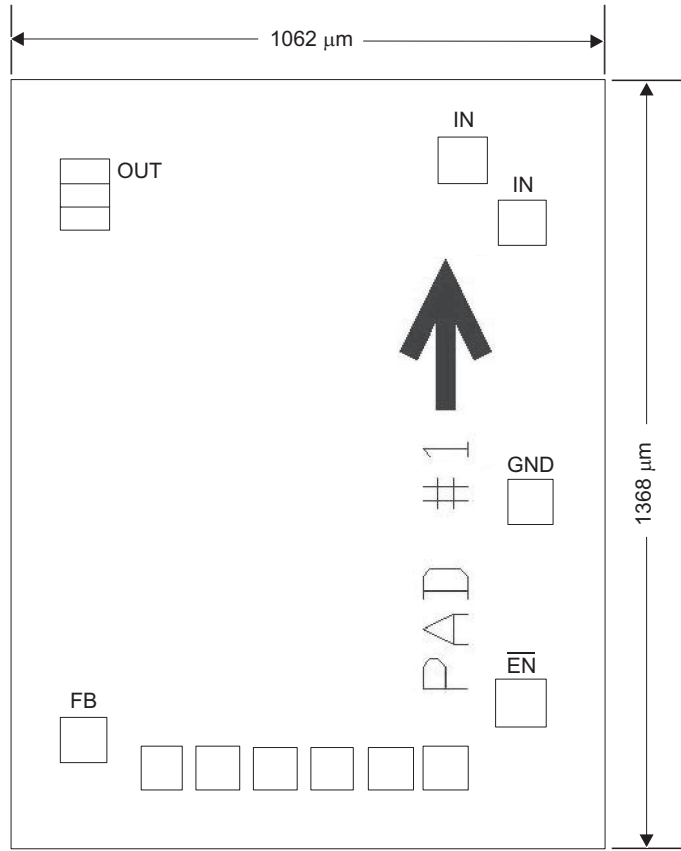 1062 μm
IN
OUT
IN
PAD #1
GND
1368 μm
EN
FB